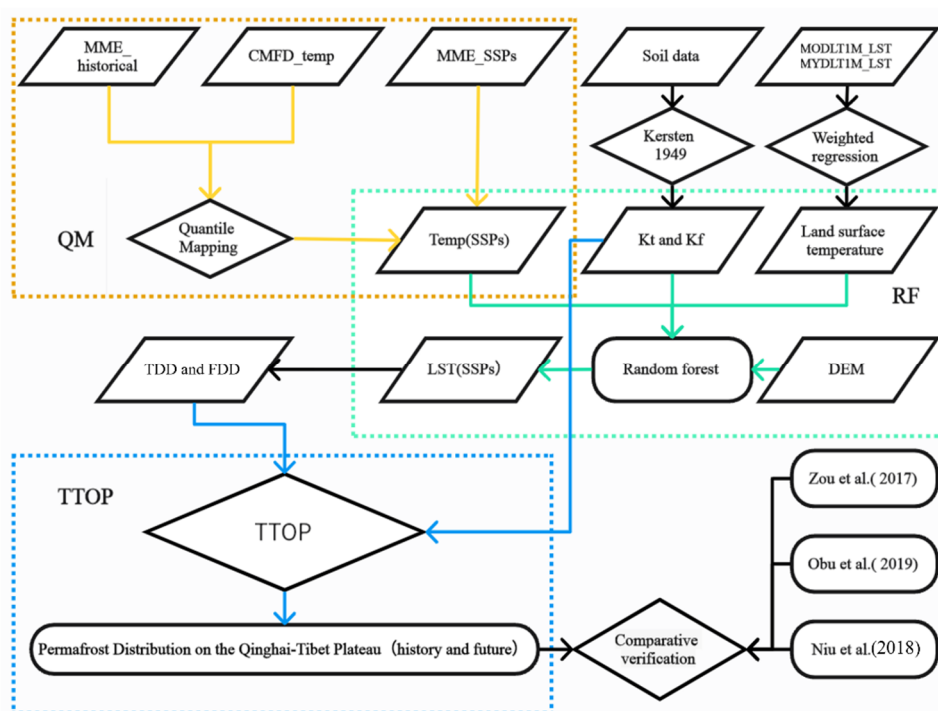 MME_
historical
CMFD_temp
MME_SSPs
Soil data
MODLT1M_LST
MYDLT1M_LST
Kersten
1949
Weighted
regression
QM
Quantile
Mapping
Temp(SSPs)
Kt and Kf
Land surface
temperature
RF
TDD and FDD
LST(SSPs）
Random forest
DEM
TTOP
TTOP
Zou et al.( 2017)
Obu et al.( 2019)
Niu et al.(2018)
Permafrost Distribution on the Qinghai-Tibet Plateau（history and future）
Comparative
verification